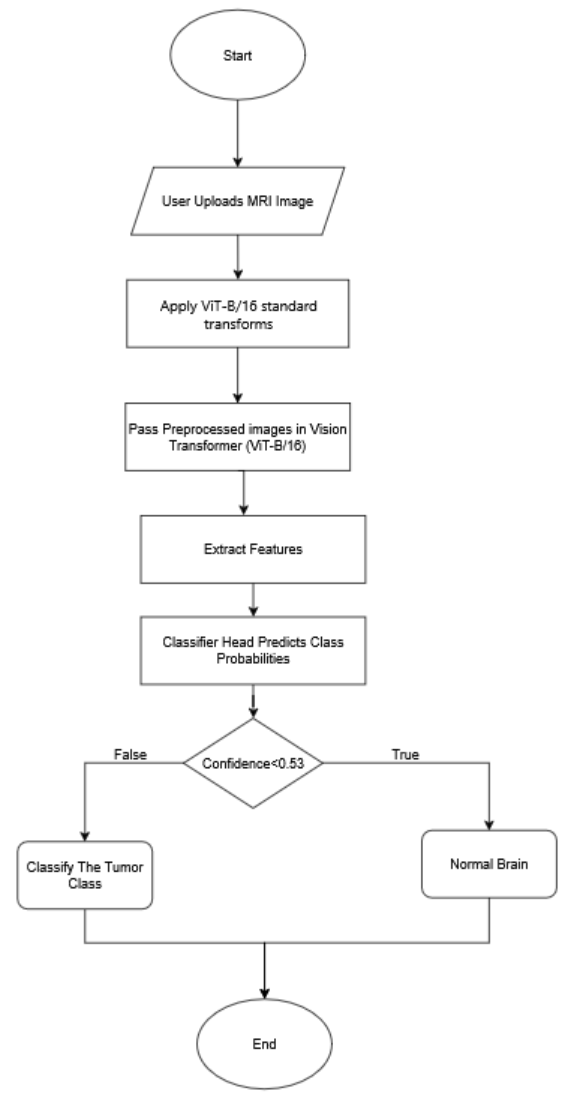 Start
User Uploads MRI Image
Apply ViT-B/16 standard
transforms
Pass Preprocessed images in Vision
Transformer (ViT-B/16)
Extract Features
Classifier Head Predicts Class
Probabilities
False
Confidence<0.53
True
Classify The Tumor
Class
Normal Brain
End